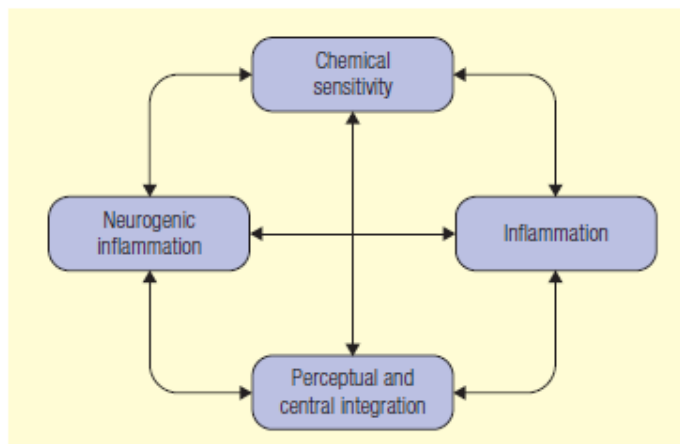 Chemical
sensitivity
Neurogenic
inflammation
Inflammation
Perceptual and
central integration